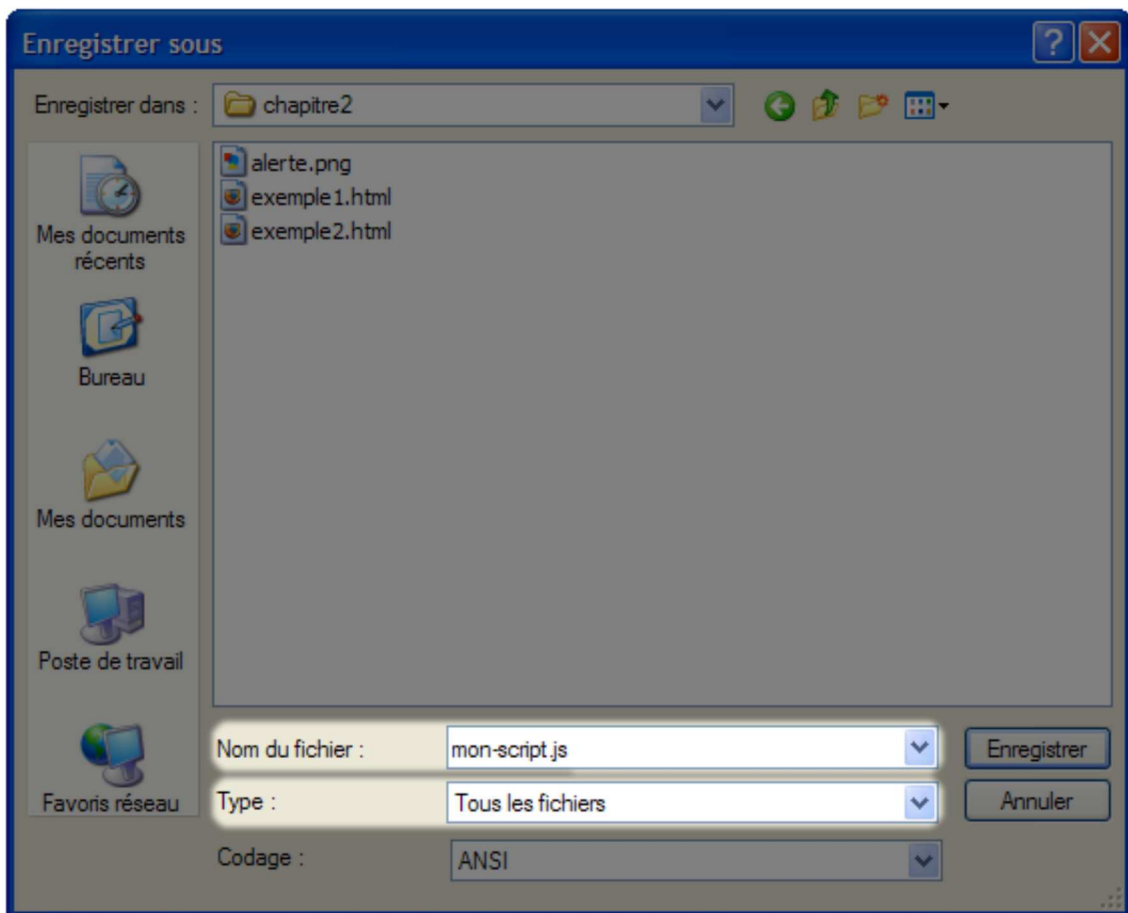 Enregistrer sous
Enregistrer dans :
chapitre2
alerte.png
exemple1.html
exemple2.html
Mes documents
récents
Bureau
Mes documents
Poste de travail
Favoris réseau
Nom du fichier :
mon-script.js
Enregistrer
Type :
Tous les fichiers
Annuler
Codage :
ANSI